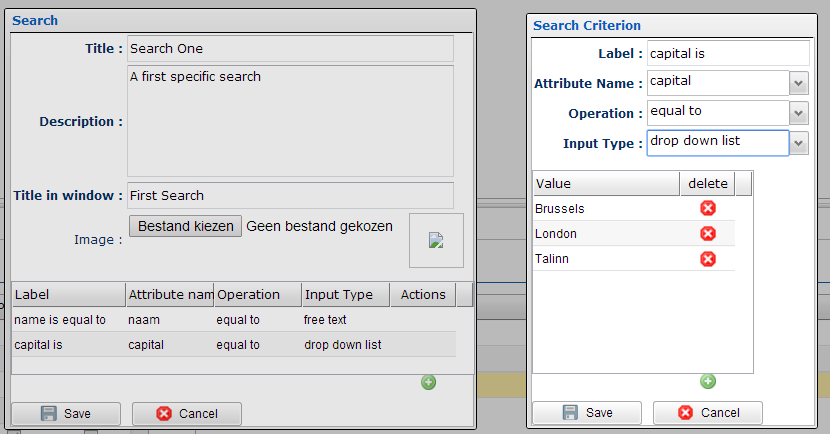 Search
Title : Search One
Description : A first specific search
Title in window : First Search
Image : Bestand kiezen Geen bestand gekozen
Label Attribute nam Operation Input Type Actions
name is equal to naam equal to free text
capital is capital equal to drop down list
Save Cancel
Search Criterion
Label : capital is
Attribute Name : capital
Operation : equal to
Input Type : drop down list
Value delete
Brussels
London
Talinn
Save Cancel